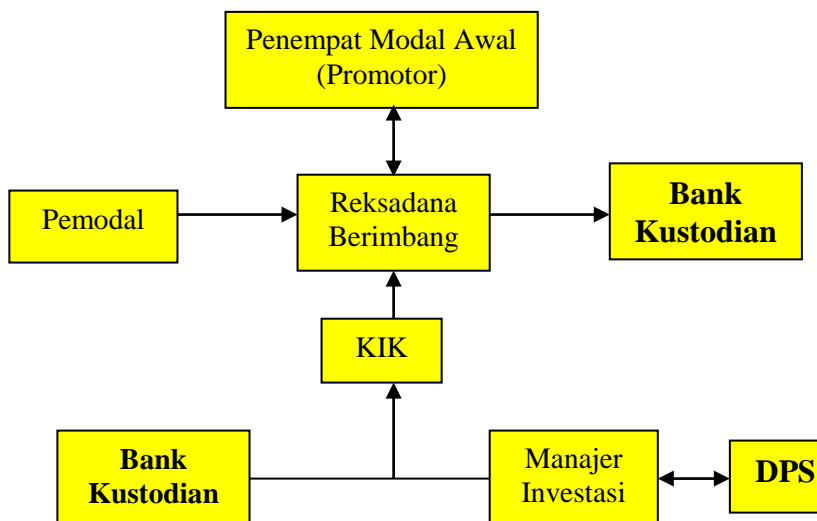 Penempat Modal Awal
(Promotor)
Pemodal
Reksadana
Berimbang
Bank
Kustodian
KIK
Bank
Kustodian
Manajer
Investasi
DPS